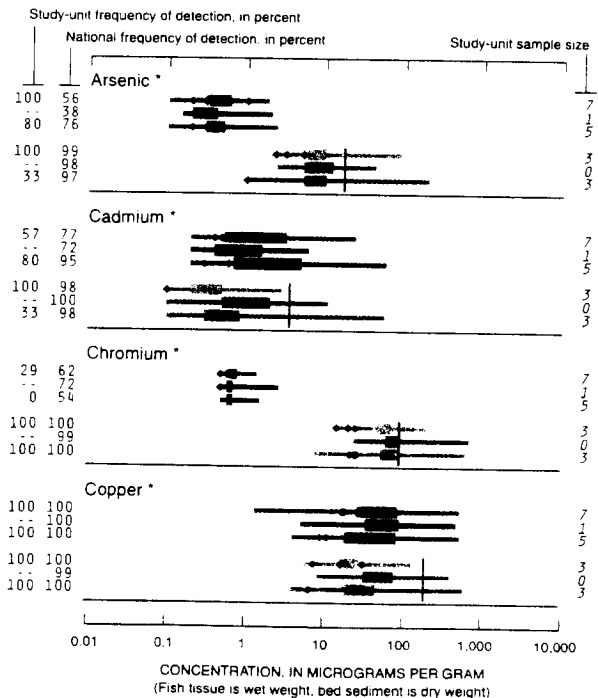 Study-unit frequency of detection, in percent
National frequency of detection, in percent
Study-unit sample size
Arsenic *
100 56 7
-- 38 1
80 76 5
100 99 3
-- 98 0
33 97 3
Cadmium *
57 77 7
-- 72 1
80 95 5
100 98 3
-- 100 0
33 98 3
Chromium *
29 62 7
-- 72 1
0 54 5
100 100 3
-- 99 0
100 100 3
Copper *
100 100 7
-- 100 1
100 100 5
100 100 3
-- 99 0
100 100 3
0.01 0.1 1 10 100 1.000 10.000
CONCENTRATION, IN MICROGRAMS PER GRAM
(Fish tissue is wet weight, bed sediment is dry weight)